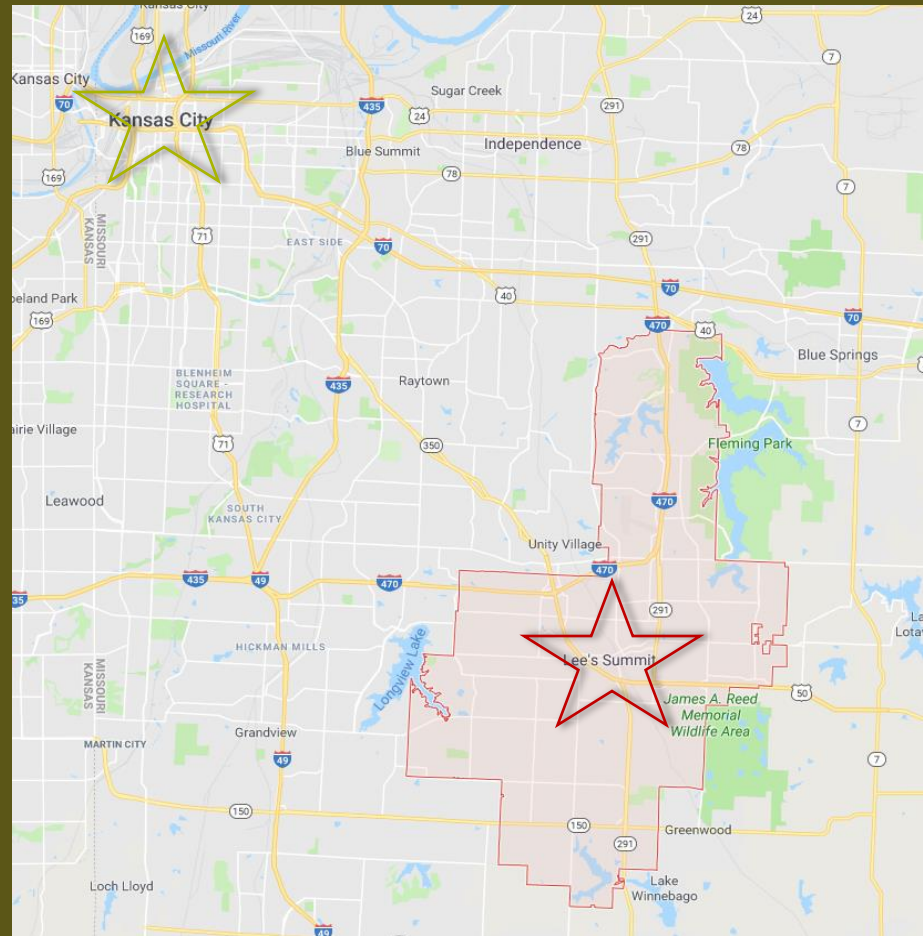 Kansas City
24
169
Missouri River
7
Kansas City
70
435
Sugar Creek
291
Kansas City
24
Independence
Blue Summit
78
169
78
7
MISSOURI
KANSAS
71
EAST SIDE
70
291
70
40
169
470
40
70
Blue Springs
BLENHEIM
SQUARE -
RESEARCH
HOSPITAL
435
Raytown
7
71
350
Fleming Park
Leawood
SOUTH
KANSAS CITY
470
Unity Village
470
435
49
470
35
291
HICKMAN MILLS
Longview Lake
Lee's Summit
MISSOURI
KANSAS
50
James A. Reed
Memorial
Wildlife Area
Grandview
MARTIN CITY
49
7
150
150
Greenwood
291
Loch Lloyd
Lake
Winnebago
49